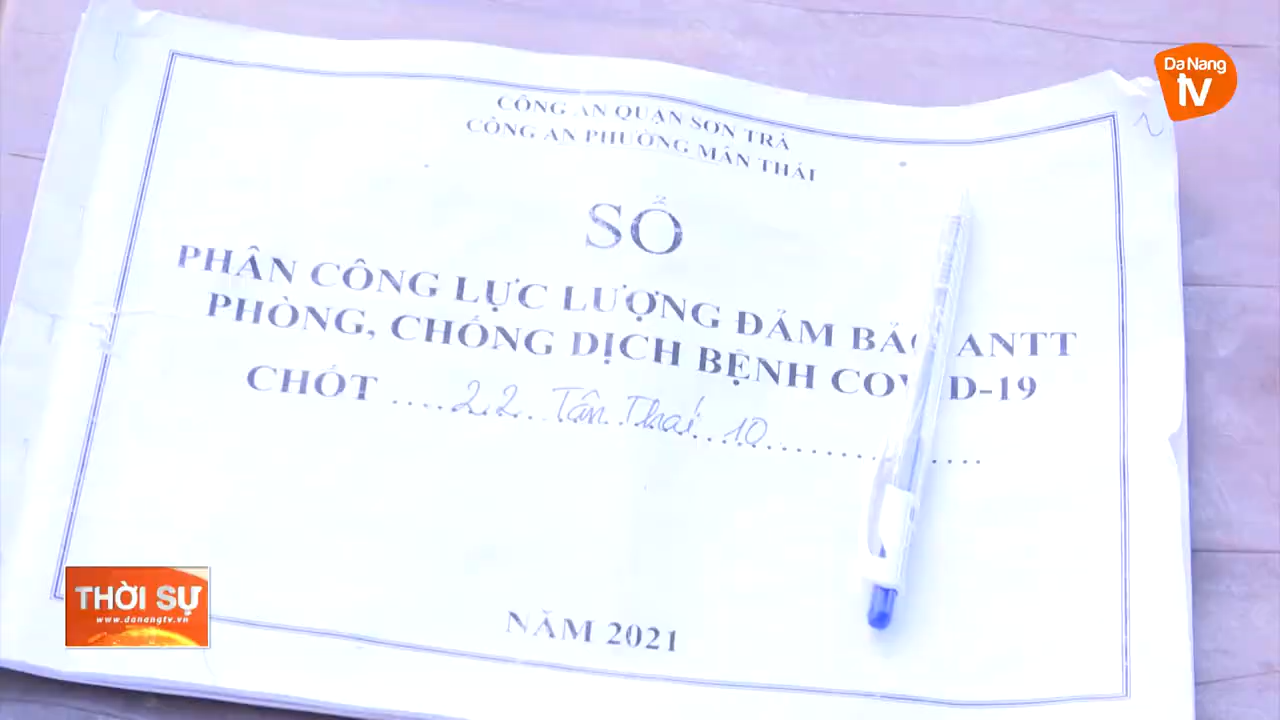 Da Nang
tv
CÔNG AN QUẬN SƠN TRÀ
CÔNG AN PHƯỜNG MÂN THÁI
SỔ
PHÂN CÔNG LỰC LƯỢNG ĐẢM BẢO ANTT
PHÒNG, CHỐNG DỊCH BỆNH COVID-19
CHỐT ....22 Tân Thái 10....................
NĂM 2021
THỜI SỰ
www.danangtv.vn